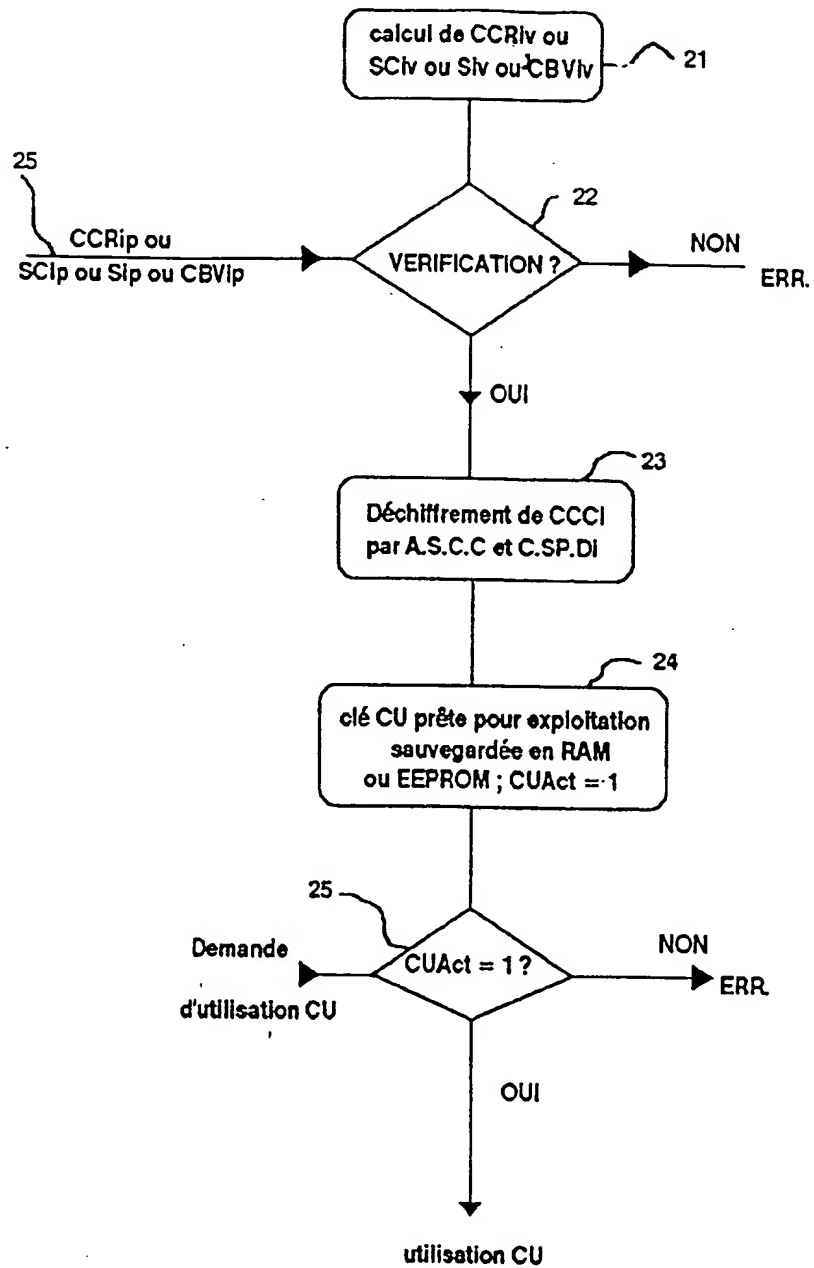 calcul de CCRiv ou
SCiv ou Siv ou CBViv
21
25
22
CCRip ou
SCip ou Sip ou CBVip
VERIFICATION ?
NON
ERR.
OUI
23
Déchiffrement de CCCi
par A.S.C.C et C.SP.Di
24
clé CU prête pour exploitation
sauvegardée en RAM
ou EEPROM ; CUAct = 1
25
Demande
d'utilisation CU
CUAct = 1 ?
NON
ERR.
OUI
utilisation CU